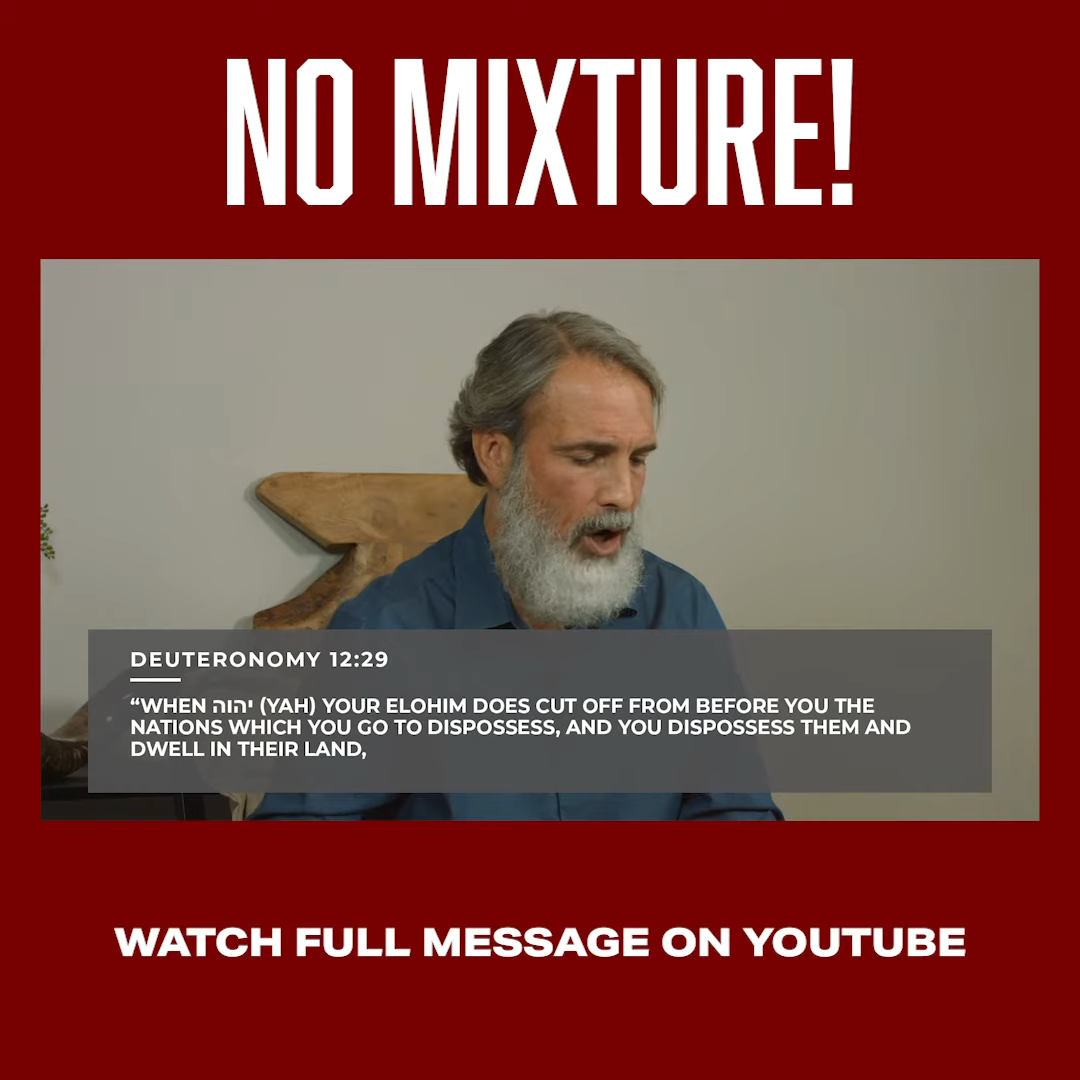 NO MIXTURE!
DEUTERONOMY 12:29
“WHEN יהוה (YAH) YOUR ELOHIM DOES CUT OFF FROM BEFORE YOU THE
NATIONS WHICH YOU GO TO DISPOSSESS, AND YOU DISPOSSESS THEM AND
DWELL IN THEIR LAND,
WATCH FULL MESSAGE ON YOUTUBE